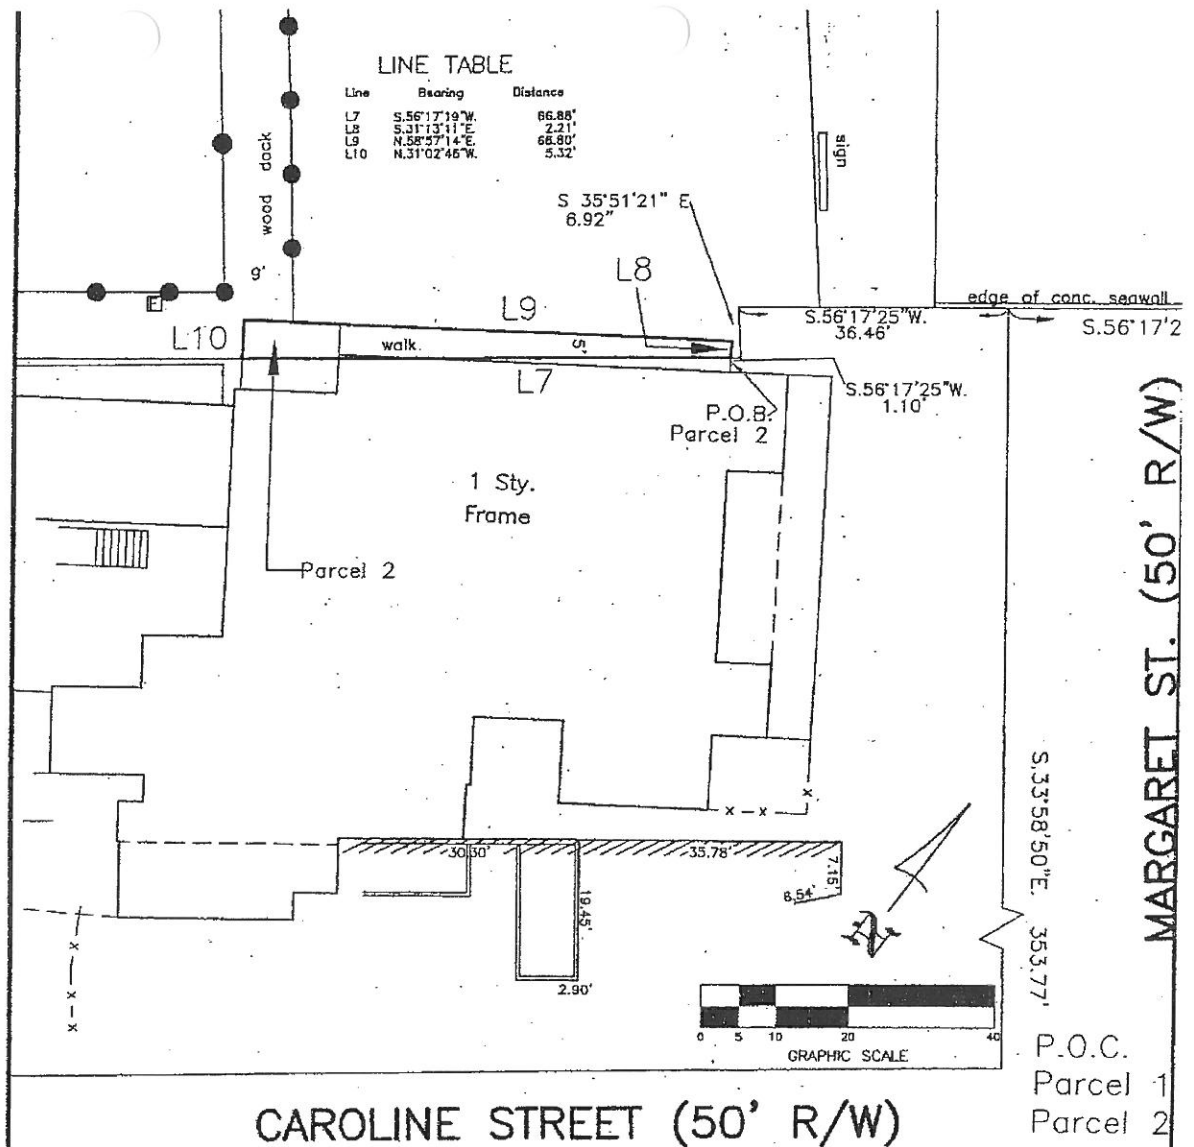 LINE TABLE
Line Bearing Distance
L7 S.56°17'19"W. 66.88'
L8 S.31°13'11"E. 2.21'
L9 N.58°57'14"E. 66.80'
L10 N.31°02'46"W. 5.32'
wood dock
sign
S 35°51'21" E
6.92"
9'
L8
E
L9
edge of conc. seawall
L10
walk.
5'
S.56°17'25"W.
36.46'
S.56°17'2
L7
S.56°17'25"W.
1.10'
P.O.B.
Parcel 2
1 Sty.
Frame
Parcel 2
MARGARET ST. (50' R/W)
S.33°58'50"E. 353.77'
x
x - x
30.30'
35.78'
7.15'
8.54'
19.45'
2.90'
x - x - x
N
0 5 10 20 40
GRAPHIC SCALE
P.O.C.
Parcel 1
Parcel 2
CAROLINE STREET (50' R/W)